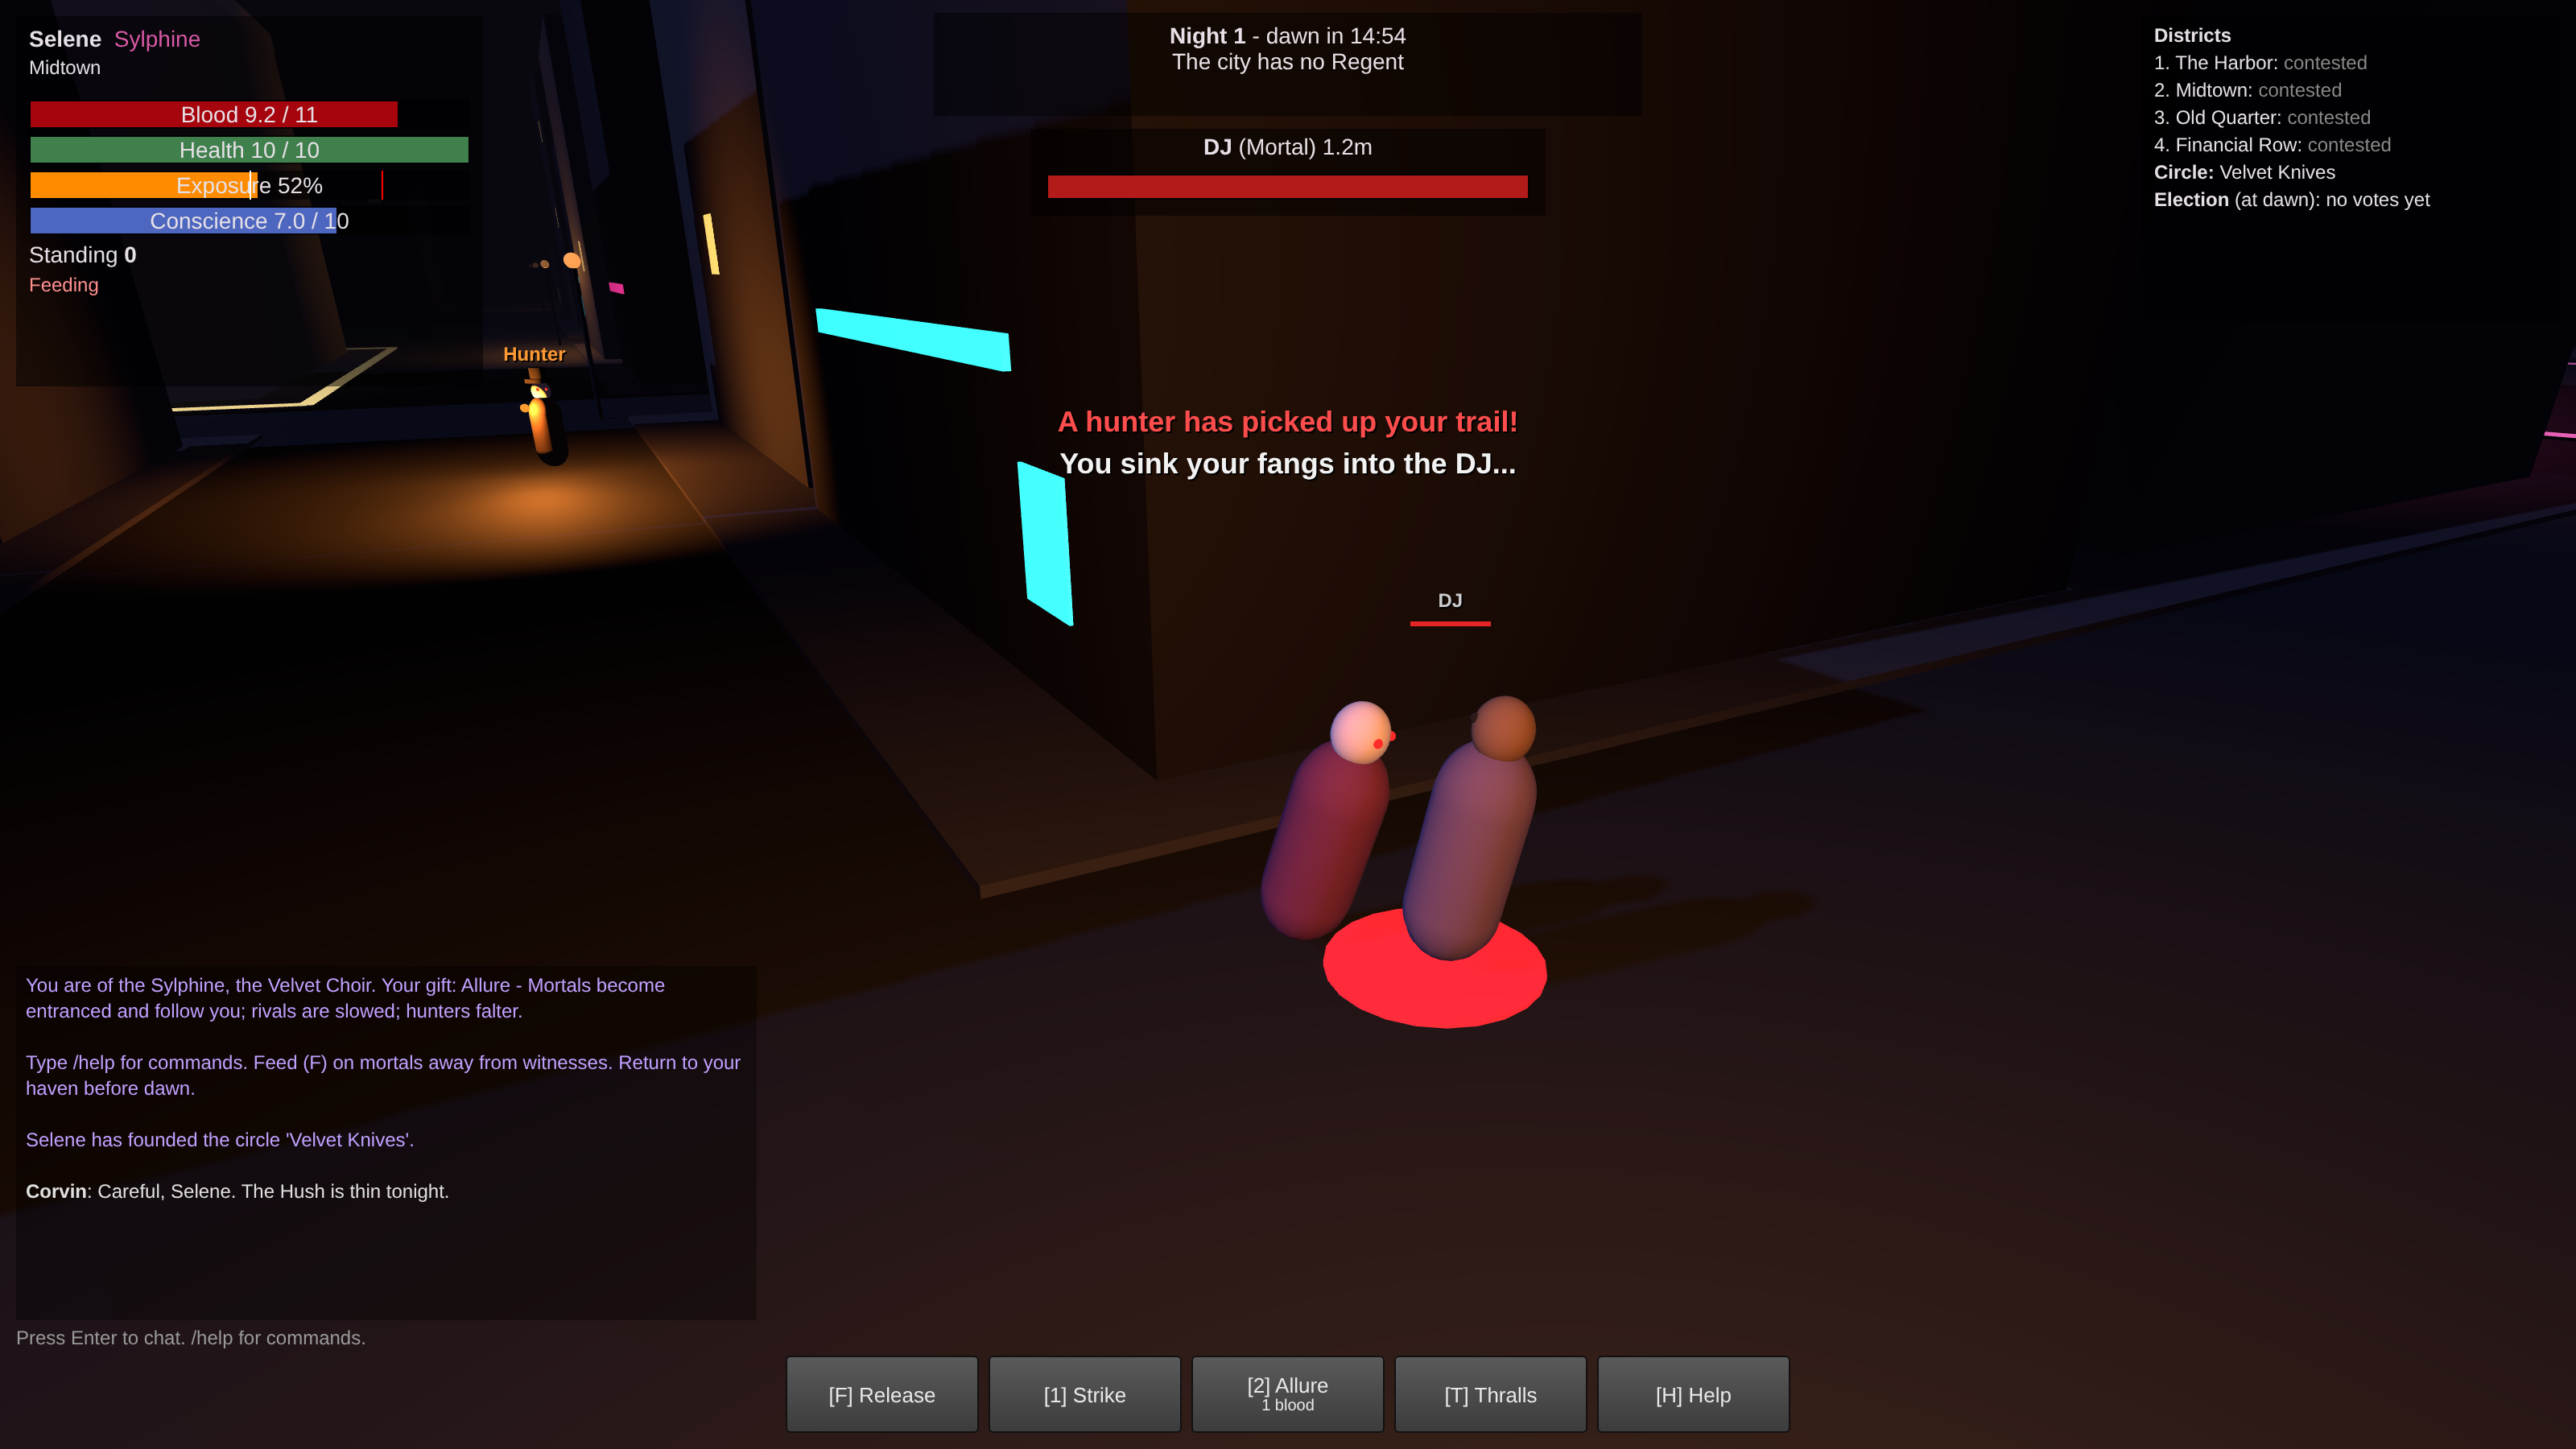 Selene Sylphine
Midtown
Blood 9.2 / 11
Health 10 / 10
Exposure 52%
Conscience 7.0 / 10
Standing 0
Feeding
Night 1 - dawn in 14:54
The city has no Regent
DJ (Mortal) 1.2m
Districts
1. The Harbor: contested
2. Midtown: contested
3. Old Quarter: contested
4. Financial Row: contested
Circle: Velvet Knives
Election (at dawn): no votes yet
Hunter
A hunter has picked up your trail!
You sink your fangs into the DJ...
DJ
You are of the Sylphine, the Velvet Choir. Your gift: Allure - Mortals become
entranced and follow you; rivals are slowed; hunters falter.
Type /help for commands. Feed (F) on mortals away from witnesses. Return to your
haven before dawn.
Selene has founded the circle 'Velvet Knives'.
Corvin: Careful, Selene. The Hush is thin tonight.
Press Enter to chat. /help for commands.
[F] Release
[1] Strike
[2] Allure
1 blood
[T] Thralls
[H] Help